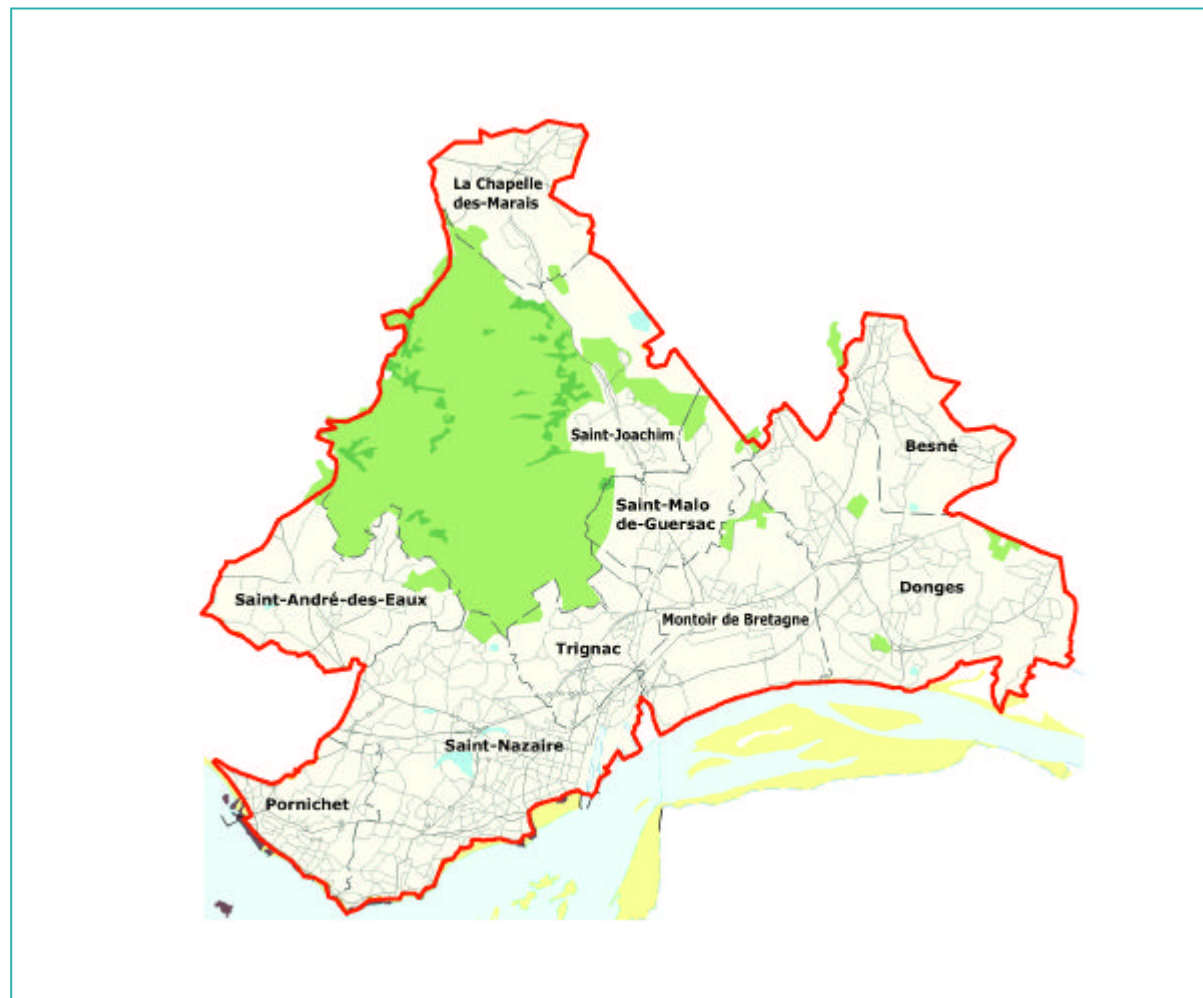 La Chapelle
des-Marais
Saint-Joachim
Besné
Saint-Malo
de-Guersac
Donges
Saint-André-des-Eaux
Montoir de Bretagne
Trignac
Saint-Nazaire
Pornichet